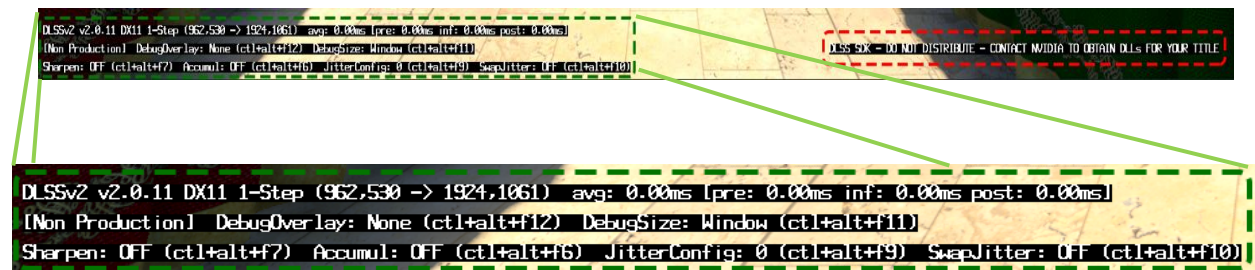 DLSSv2 v2.0.11 DX11 1-Step (962,530 -> 1924,1061) avg: 0.00ms [pre: 0.00ms inf: 0.00ms post: 0.00ms]
[Non Production] DebugOverlay: None (ctl+alt+f12) DebugSize: Window (ctl+alt+f11)
Sharpen: OFF (ctl+alt+f7) Accumul: OFF (ctl+alt+f6) JitterConfig: 0 (ctl+alt+f9) SwapJitter: OFF (ctl+alt+f10)
DLSS SDK - DO NOT DISTRIBUTE - CONTACT NVIDIA TO OBTAIN DLLs FOR YOUR TITLE
DLSSv2 v2.0.11 DX11 1-Step (962,530 -> 1924,1061) avg: 0.00ms [pre: 0.00ms inf: 0.00ms post: 0.00ms]
[Non Production] DebugOverlay: None (ctl+alt+f12) DebugSize: Window (ctl+alt+f11)
Sharpen: OFF (ctl+alt+f7) Accumul: OFF (ctl+alt+f6) JitterConfig: 0 (ctl+alt+f9) SwapJitter: OFF (ctl+alt+f10)